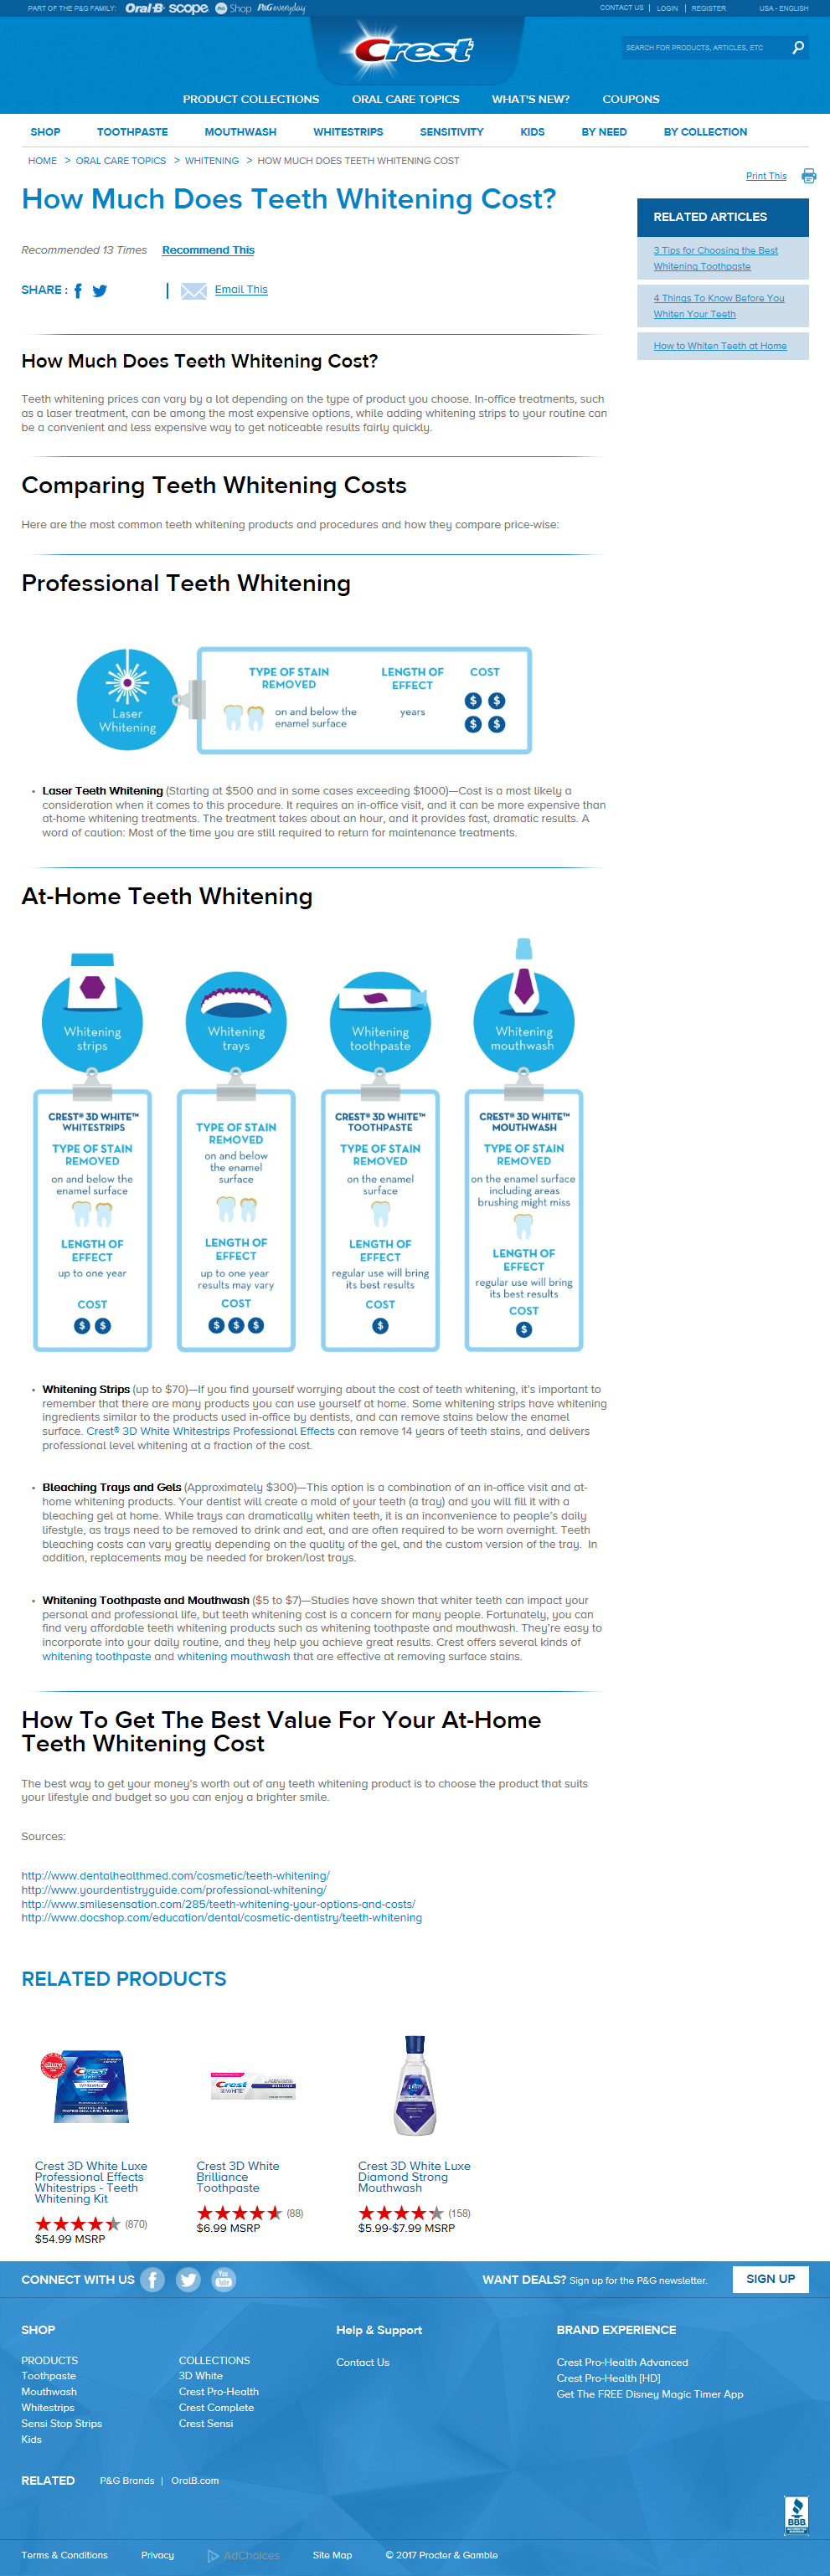 PART OF THE P&G FAMILY: Oral-B scope P&G Shop P&G everyday
CONTACT US | LOGIN | REGISTER USA - ENGLISH
Crest
SEARCH FOR PRODUCTS, ARTICLES, ETC
PRODUCT COLLECTIONS ORAL CARE TOPICS WHAT'S NEW? COUPONS
SHOP TOOTHPASTE MOUTHWASH WHITESTRIPS SENSITIVITY KIDS BY NEED BY COLLECTION
HOME > ORAL CARE TOPICS > WHITENING > HOW MUCH DOES TEETH WHITENING COST
Print This
How Much Does Teeth Whitening Cost?
Recommended 13 Times Recommend This
SHARE : | Email This
RELATED ARTICLES
3 Tips for Choosing the Best
Whitening Toothpaste
4 Things To Know Before You
Whiten Your Teeth
How to Whiten Teeth at Home
How Much Does Teeth Whitening Cost?
Teeth whitening prices can vary by a lot depending on the type of product you choose. In-office treatments, such
as a laser treatment, can be among the most expensive options, while adding whitening strips to your routine can
be a convenient and less expensive way to get noticeable results fairly quickly.
Comparing Teeth Whitening Costs
Here are the most common teeth whitening products and procedures and how they compare price-wise:
Professional Teeth Whitening
Laser
Whitening
TYPE OF STAIN
REMOVED
on and below the
enamel surface
LENGTH OF
EFFECT
years
COST
$ $
$ $
• Laser Teeth Whitening (Starting at $500 and in some cases exceeding $1000)—Cost is a most likely a
consideration when it comes to this procedure. It requires an in-office visit, and it can be more expensive than
at-home whitening treatments. The treatment takes about an hour, and it provides fast, dramatic results. A
word of caution: Most of the time you are still required to return for maintenance treatments.
At-Home Teeth Whitening
Whitening
strips
CREST® 3D WHITE™
WHITESTRIPS
TYPE OF STAIN
REMOVED
on and below the
enamel surface
LENGTH OF
EFFECT
up to one year
COST
$ $
Whitening
trays
TYPE OF STAIN
REMOVED
on and below
the enamel
surface
LENGTH OF
EFFECT
up to one year
results may vary
COST
$ $ $
Whitening
toothpaste
CREST® 3D WHITE™
TOOTHPASTE
TYPE OF STAIN
REMOVED
on the enamel
surface
LENGTH OF
EFFECT
regular use will bring
its best results
COST
$
Whitening
mouthwash
CREST® 3D WHITE™
MOUTHWASH
TYPE OF STAIN
REMOVED
on the enamel surface
including areas
brushing might miss
LENGTH OF
EFFECT
regular use will bring
its best results
COST
$
• Whitening Strips (up to $70)—If you find yourself worrying about the cost of teeth whitening, it's important to
remember that there are many products you can use yourself at home. Some whitening strips have whitening
ingredients similar to the products used in-office by dentists, and can remove stains below the enamel
surface. Crest® 3D White Whitestrips Professional Effects can remove 14 years of teeth stains, and delivers
professional level whitening at a fraction of the cost.
• Bleaching Trays and Gels (Approximately $300)—This option is a combination of an in-office visit and at-
home whitening products. Your dentist will create a mold of your teeth (a tray) and you will fill it with a
bleaching gel at home. While trays can dramatically whiten teeth, it is an inconvenience to people's daily
lifestyle, as trays need to be removed to drink and eat, and are often required to be worn overnight. Teeth
bleaching costs can vary greatly depending on the quality of the gel, and the custom version of the tray. In
addition, replacements may be needed for broken/lost trays.
• Whitening Toothpaste and Mouthwash ($5 to $7)—Studies have shown that whiter teeth can impact your
personal and professional life, but teeth whitening cost is a concern for many people. Fortunately, you can
find very affordable teeth whitening products such as whitening toothpaste and mouthwash. They're easy to
incorporate into your daily routine, and they help you achieve great results. Crest offers several kinds of
whitening toothpaste and whitening mouthwash that are effective at removing surface stains.
How To Get The Best Value For Your At-Home
Teeth Whitening Cost
The best way to get your money's worth out of any teeth whitening product is to choose the product that suits
your lifestyle and budget so you can enjoy a brighter smile.
Sources:
http://www.dentalhealthmed.com/cosmetic/teeth-whitening/
http://www.yourdentistryguide.com/professional-whitening/
http://www.smilesensation.com/285/teeth-whitening-your-options-and-costs/
http://www.docshop.com/education/dental/cosmetic-dentistry/teeth-whitening
RELATED PRODUCTS
allure
Crest
Crest
3D WHITE
Crest 3D White Luxe
Professional Effects
Whitestrips - Teeth
Whitening Kit
(870)
$54.99 MSRP
Crest 3D White
Brilliance
Toothpaste
(88)
$6.99 MSRP
Crest 3D White Luxe
Diamond Strong
Mouthwash
(158)
$5.99-$7.99 MSRP
CONNECT WITH US You Tube
WANT DEALS? Sign up for the P&G newsletter. SIGN UP
SHOP
PRODUCTS
Toothpaste
Mouthwash
Whitestrips
Sensi Stop Strips
Kids
COLLECTIONS
3D White
Crest Pro-Health
Crest Complete
Crest Sensi
Help & Support
Contact Us
BRAND EXPERIENCE
Crest Pro-Health Advanced
Crest Pro-Health [HD]
Get The FREE Disney Magic Timer App
RELATED P&G Brands | OralB.com
BBB
Terms & Conditions Privacy AdChoices Site Map © 2017 Procter & Gamble